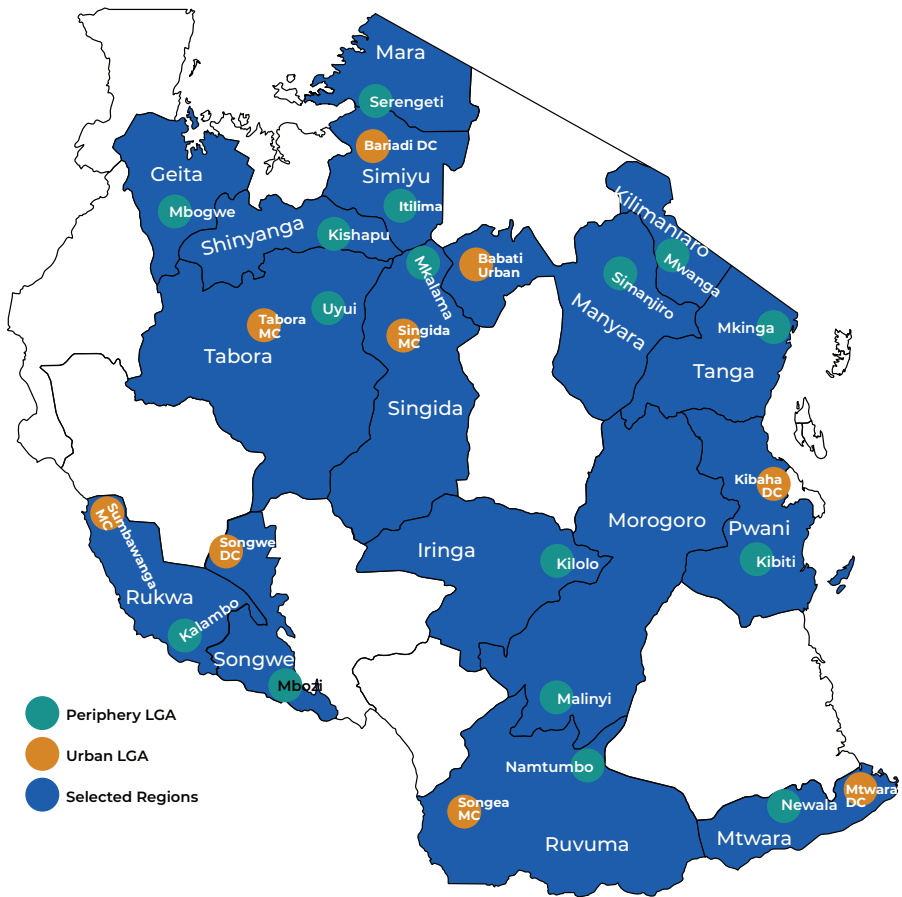 Mara
Serengeti
Bariadi DC
Geita
Simiyu
Mbogwe
Itilima
Kilimanjaro
Shinyanga
Kishapu
Mkalama
Babati
Urban
Mwanga
Simanjiro
Uyui
Tabora
MC
Singida
MC
Manyara
Mkinga
Tabora
Tanga
Singida
Kibaha
DC
Sumbawanga
MC
Morogoro
Pwani
Songwe
DC
Iringa
Kilolo
Kibiti
Rukwa
Kalambo
Songwe
Mbozi
Malinyi
Periphery LGA
Urban LGA
Selected Regions
Namtumbo
Songea
MC
Newala
Mtwara
DC
Ruvuma
Mtwara